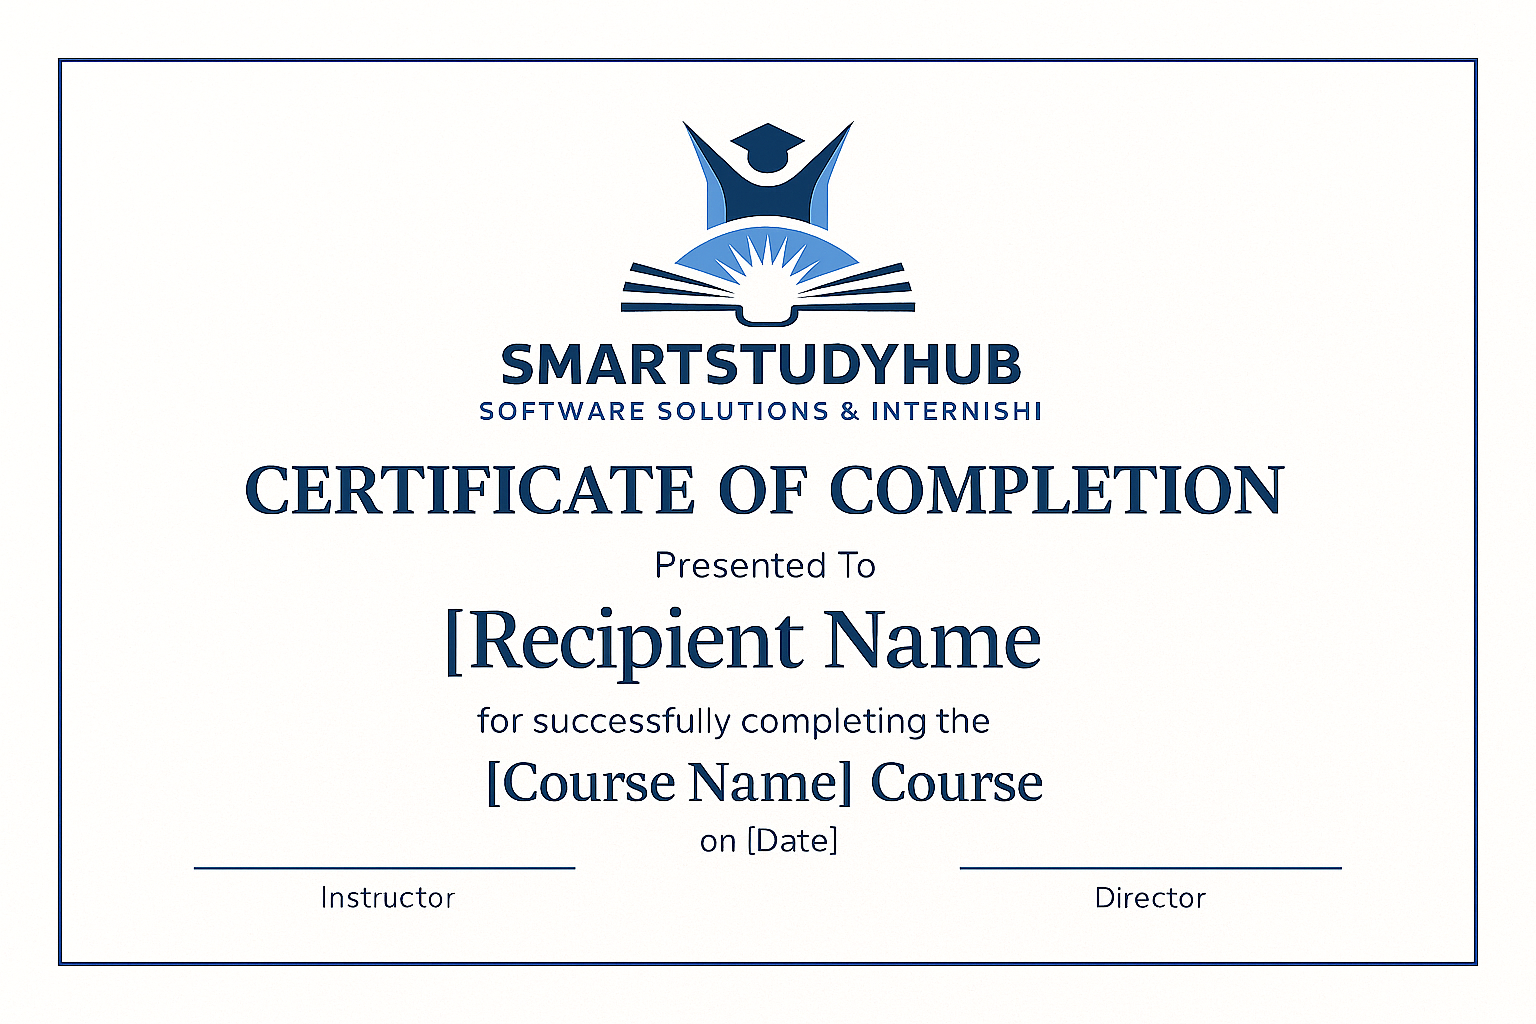 SMARTSTUDYHUB
SOFTWARE SOLUTIONS & INTERNISHI
CERTIFICATE OF COMPLETION
Presented To
[Recipient Name
for successfully completing the
[Course Name] Course
on [Date]
Instructor
Director